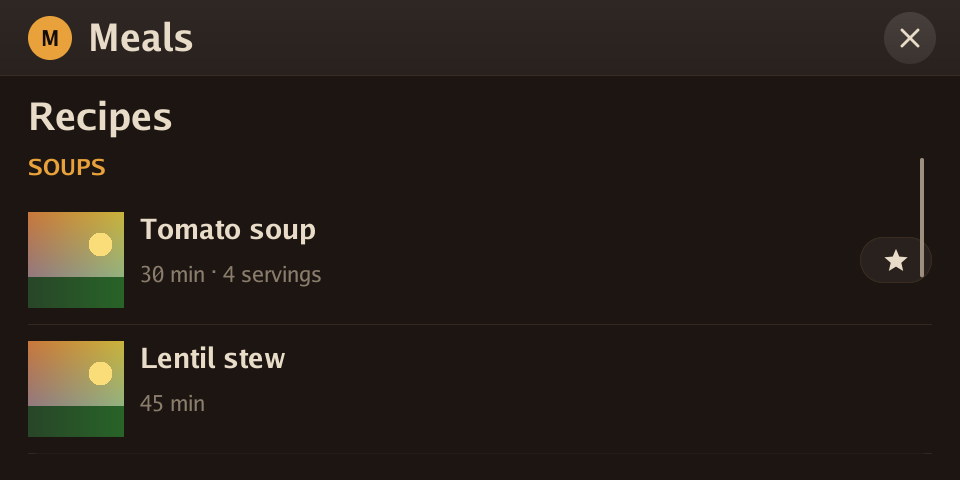 M Meals
Recipes
SOUPS
Tomato soup
30 min · 4 servings
Lentil stew
45 min